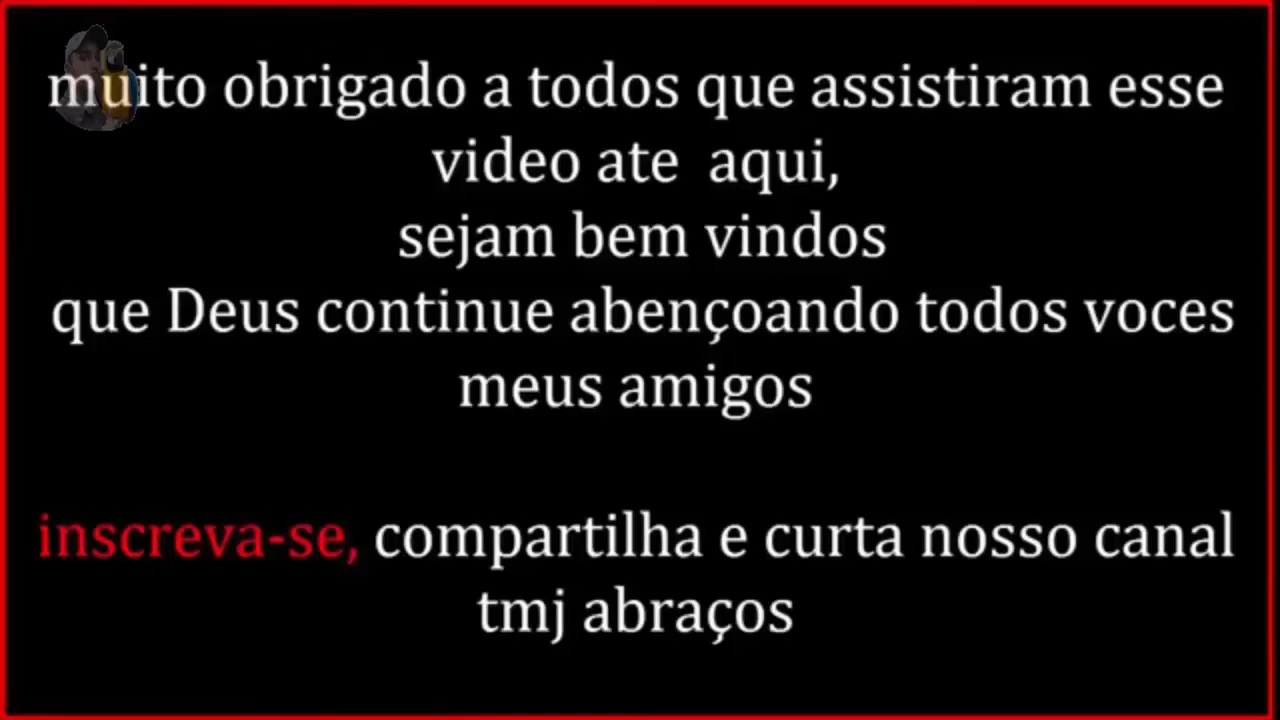 muito obrigado a todos que assistiram esse
video ate aqui,
sejam bem vindos
que Deus continue abençoando todos voces
meus amigos
inscreva-se, compartilha e curta nosso canal
tmj abraços